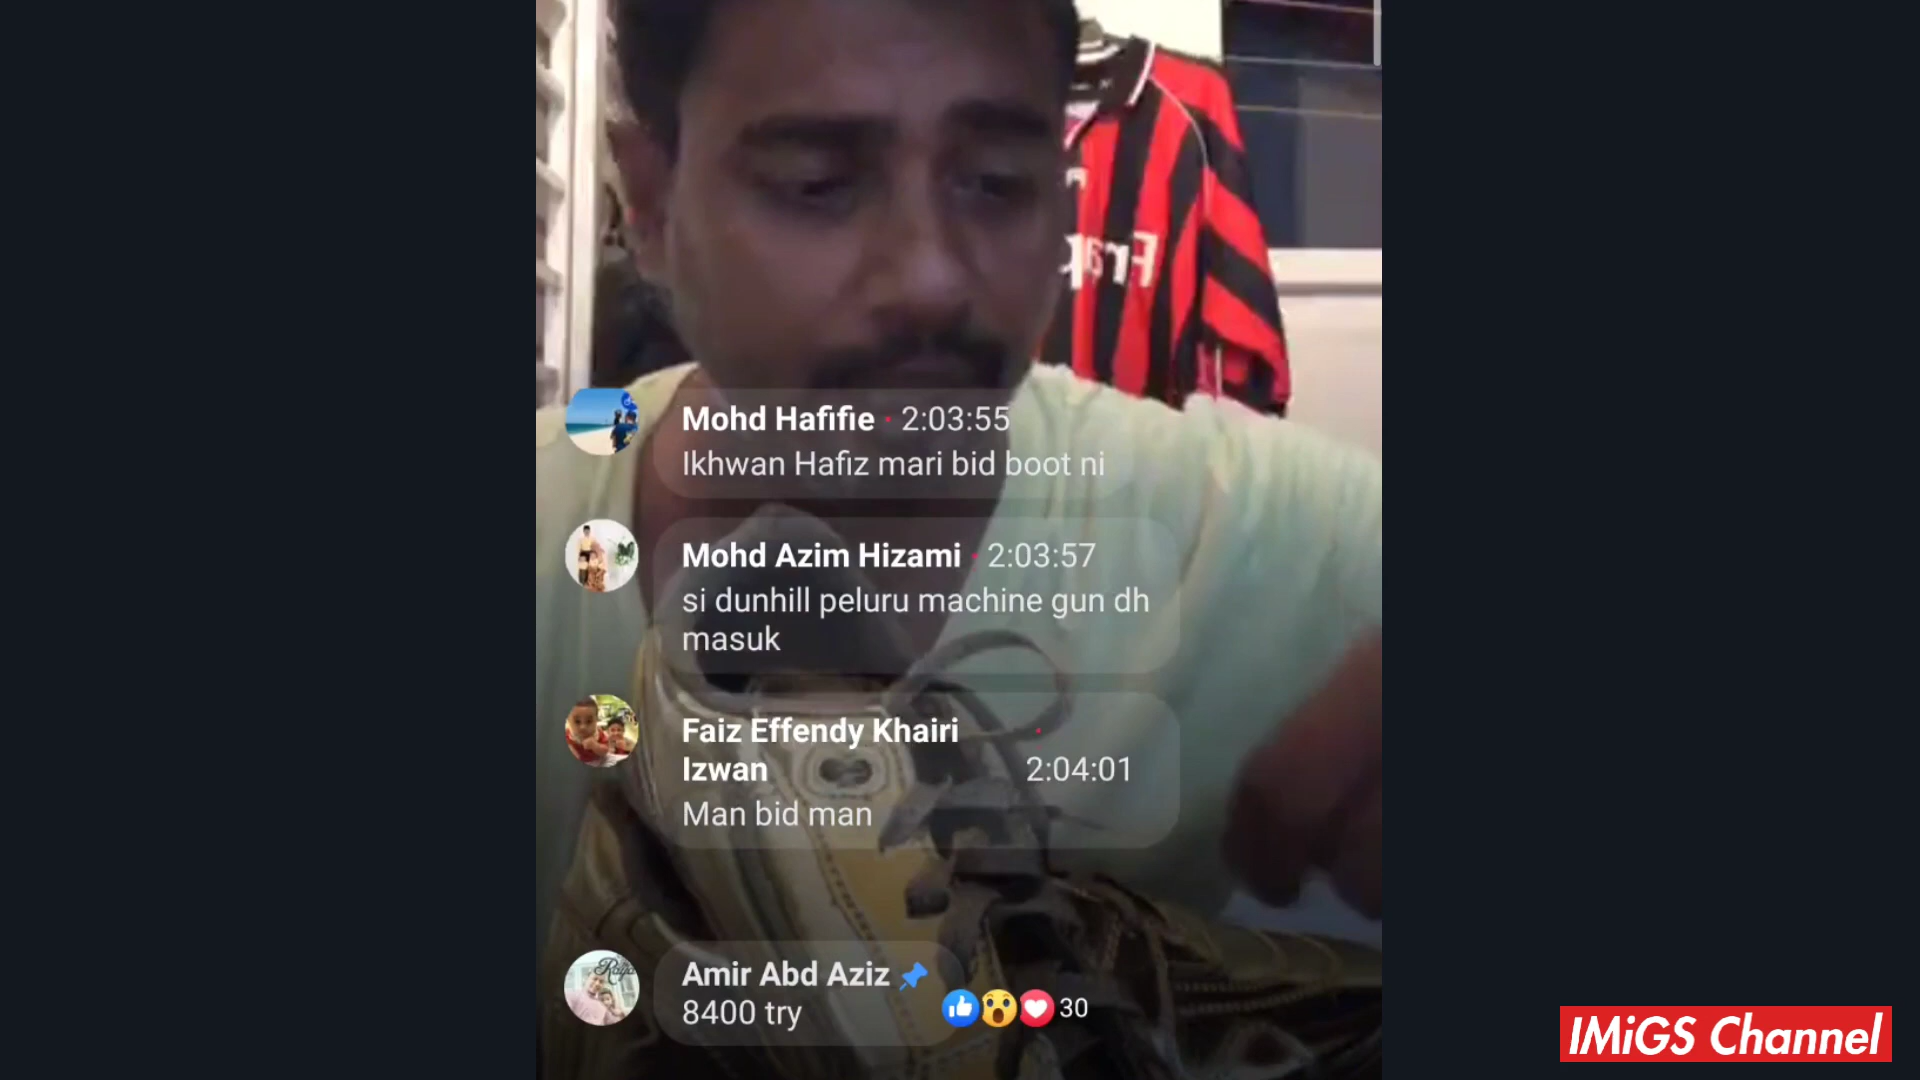 Mohd Hafifie · 2:03:55
Ikhwan Hafiz mari bid boot ni
Mohd Azim Hizami · 2:03:57
si dunhill peluru machine gun dh
masuk
Faiz Effendy Khairi ·
Izwan 2:04:01
Man bid man
Amir Abd Aziz
8400 try
30
IMiGS Channel